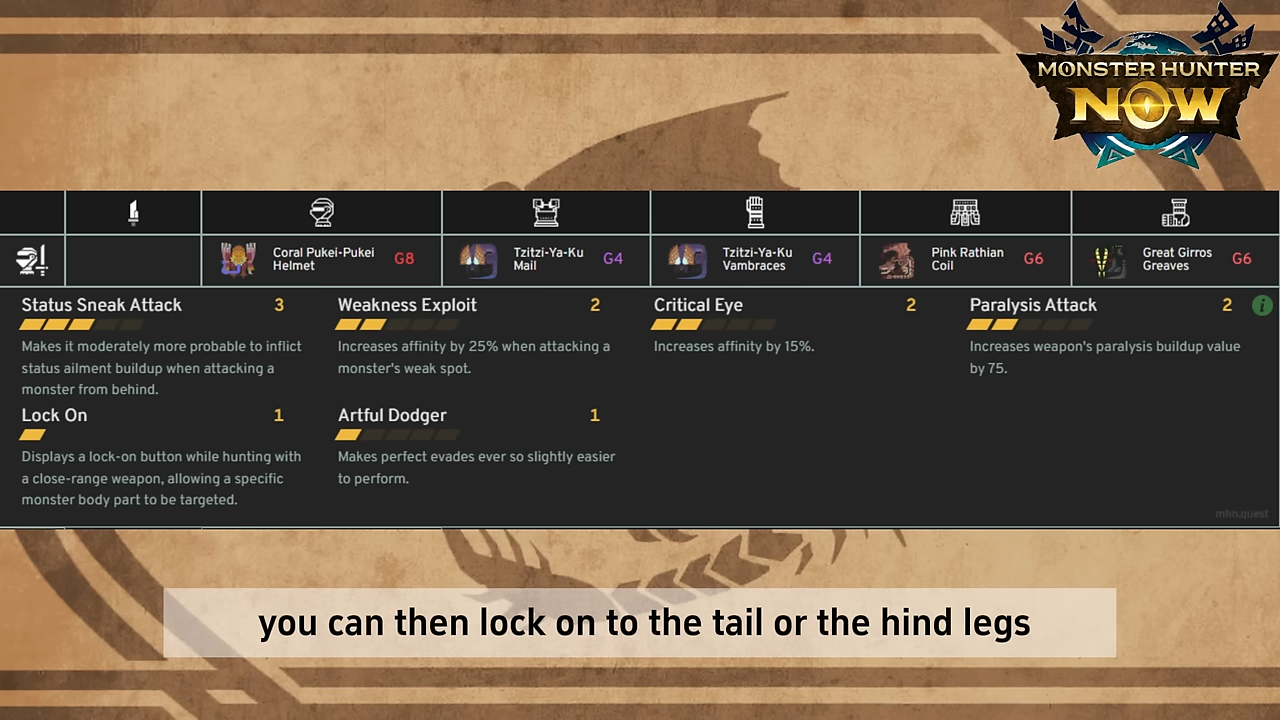 MONSTER HUNTER
NOW
Coral Pukei-Pukei
Helmet
G8
Tzitzi-Ya-Ku
Mail
G4
Tzitzi-Ya-Ku
Vambraces
G4
Pink Rathian
Coil
G6
Great Girros
Greaves
G6
Status Sneak Attack 3
Makes it moderately more probable to inflict
status ailment buildup when attacking a
monster from behind.
Weakness Exploit 2
Increases affinity by 25% when attacking a
monster's weak spot.
Critical Eye 2
Increases affinity by 15%.
Paralysis Attack 2 i
Increases weapon's paralysis buildup value
by 75.
Lock On 1
Displays a lock-on button while hunting with
a close-range weapon, allowing a specific
monster body part to be targeted.
Artful Dodger 1
Makes perfect evades ever so slightly easier
to perform.
mhn.quest
you can then lock on to the tail or the hind legs